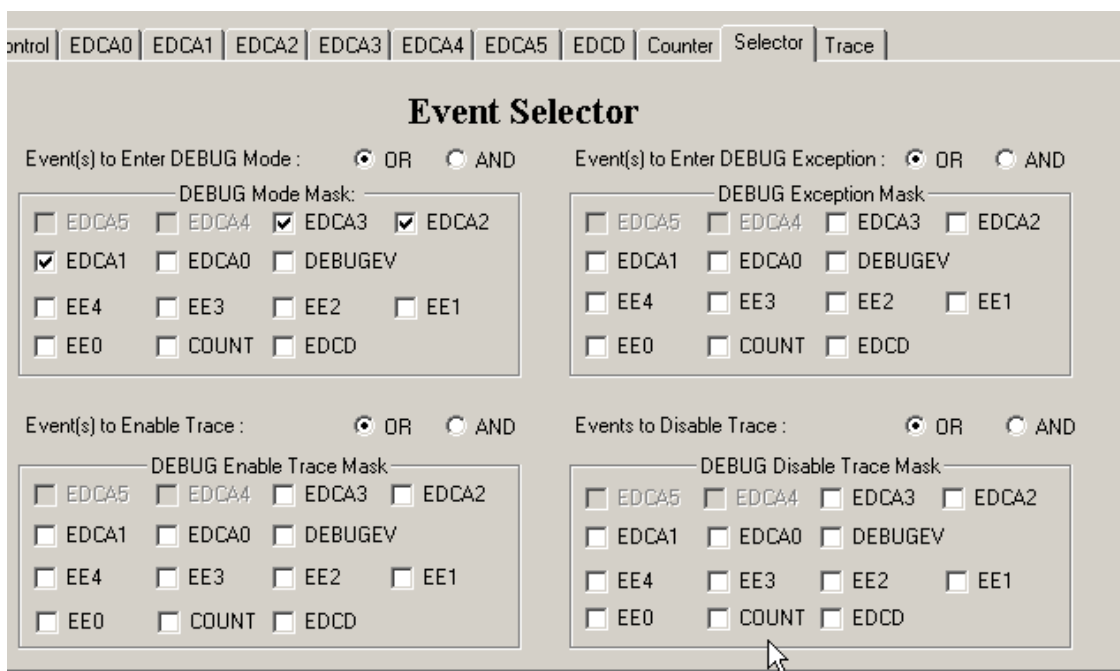 ontrol EDCA0 EDCA1 EDCA2 EDCA3 EDCA4 EDCA5 EDCD Counter Selector Trace
Event Selector
Event(s) to Enter DEBUG Mode : OR AND
DEBUG Mode Mask:
EDCA5 EDCA4 EDCA3 EDCA2
EDCA1 EDCA0 DEBUGEV
EE4 EE3 EE2 EE1
EE0 COUNT EDCD
Event(s) to Enter DEBUG Exception : OR AND
DEBUG Exception Mask
EDCA5 EDCA4 EDCA3 EDCA2
EDCA1 EDCA0 DEBUGEV
EE4 EE3 EE2 EE1
EE0 COUNT EDCD
Event(s) to Enable Trace : OR AND
DEBUG Enable Trace Mask
EDCA5 EDCA4 EDCA3 EDCA2
EDCA1 EDCA0 DEBUGEV
EE4 EE3 EE2 EE1
EE0 COUNT EDCD
Events to Disable Trace : OR AND
DEBUG Disable Trace Mask
EDCA5 EDCA4 EDCA3 EDCA2
EDCA1 EDCA0 DEBUGEV
EE4 EE3 EE2 EE1
EE0 COUNT EDCD